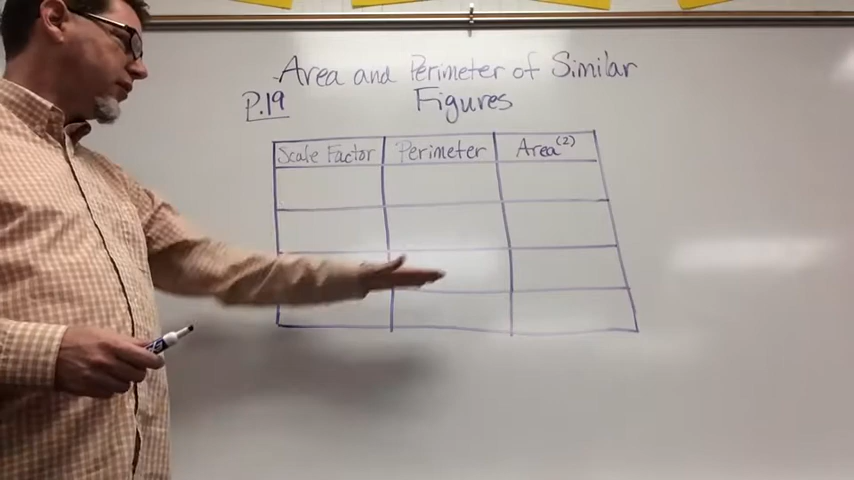 Area and Perimeter of Similar
P.19 Figures
Scale Factor Perimeter Area (2)